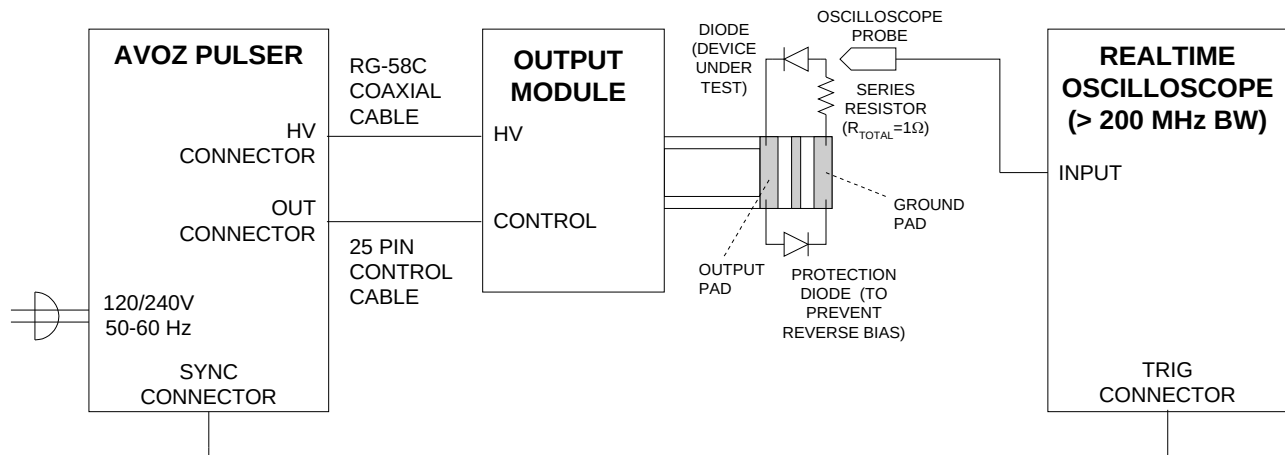 AVOZ PULSER
HV
CONNECTOR
OUT
CONNECTOR
120/240V
50-60 Hz
SYNC
CONNECTOR
RG-58C
COAXIAL
CABLE
25 PIN
CONTROL
CABLE
OUTPUT
MODULE
HV
CONTROL
DIODE
(DEVICE
UNDER
TEST)
OSCILLOSCOPE
PROBE
SERIES
RESISTOR
(RTOTAL=1Ω)
GROUND
PAD
OUTPUT
PAD
PROTECTION
DIODE (TO
PREVENT
REVERSE BIAS)
REALTIME
OSCILLOSCOPE
(> 200 MHz BW)
INPUT
TRIG
CONNECTOR